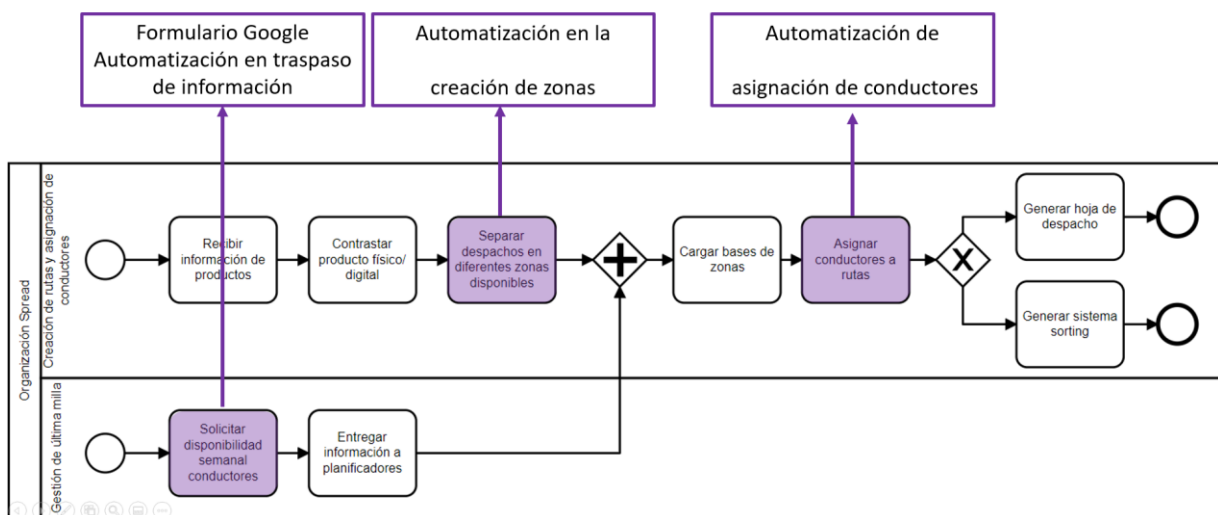 Formulario Google
Automatización en traspaso
de información
Automatización en la
creación de zonas
Automatización de
asignación de conductores
Organización Spread
Creación de rutas y asignación de
conductores
Recibir
información de
productos
Contrastar
producto físico/
digital
Separar
despachos en
diferentes zonas
disponibles
Cargar bases de
zonas
Asignar
conductores a
rutas
X
Generar hoja de
despacho
Generar sistema
sorting
Gestión de última milla
Solicitar
disponibilidad
semanal
conductores
Entregar
información a
planificadores